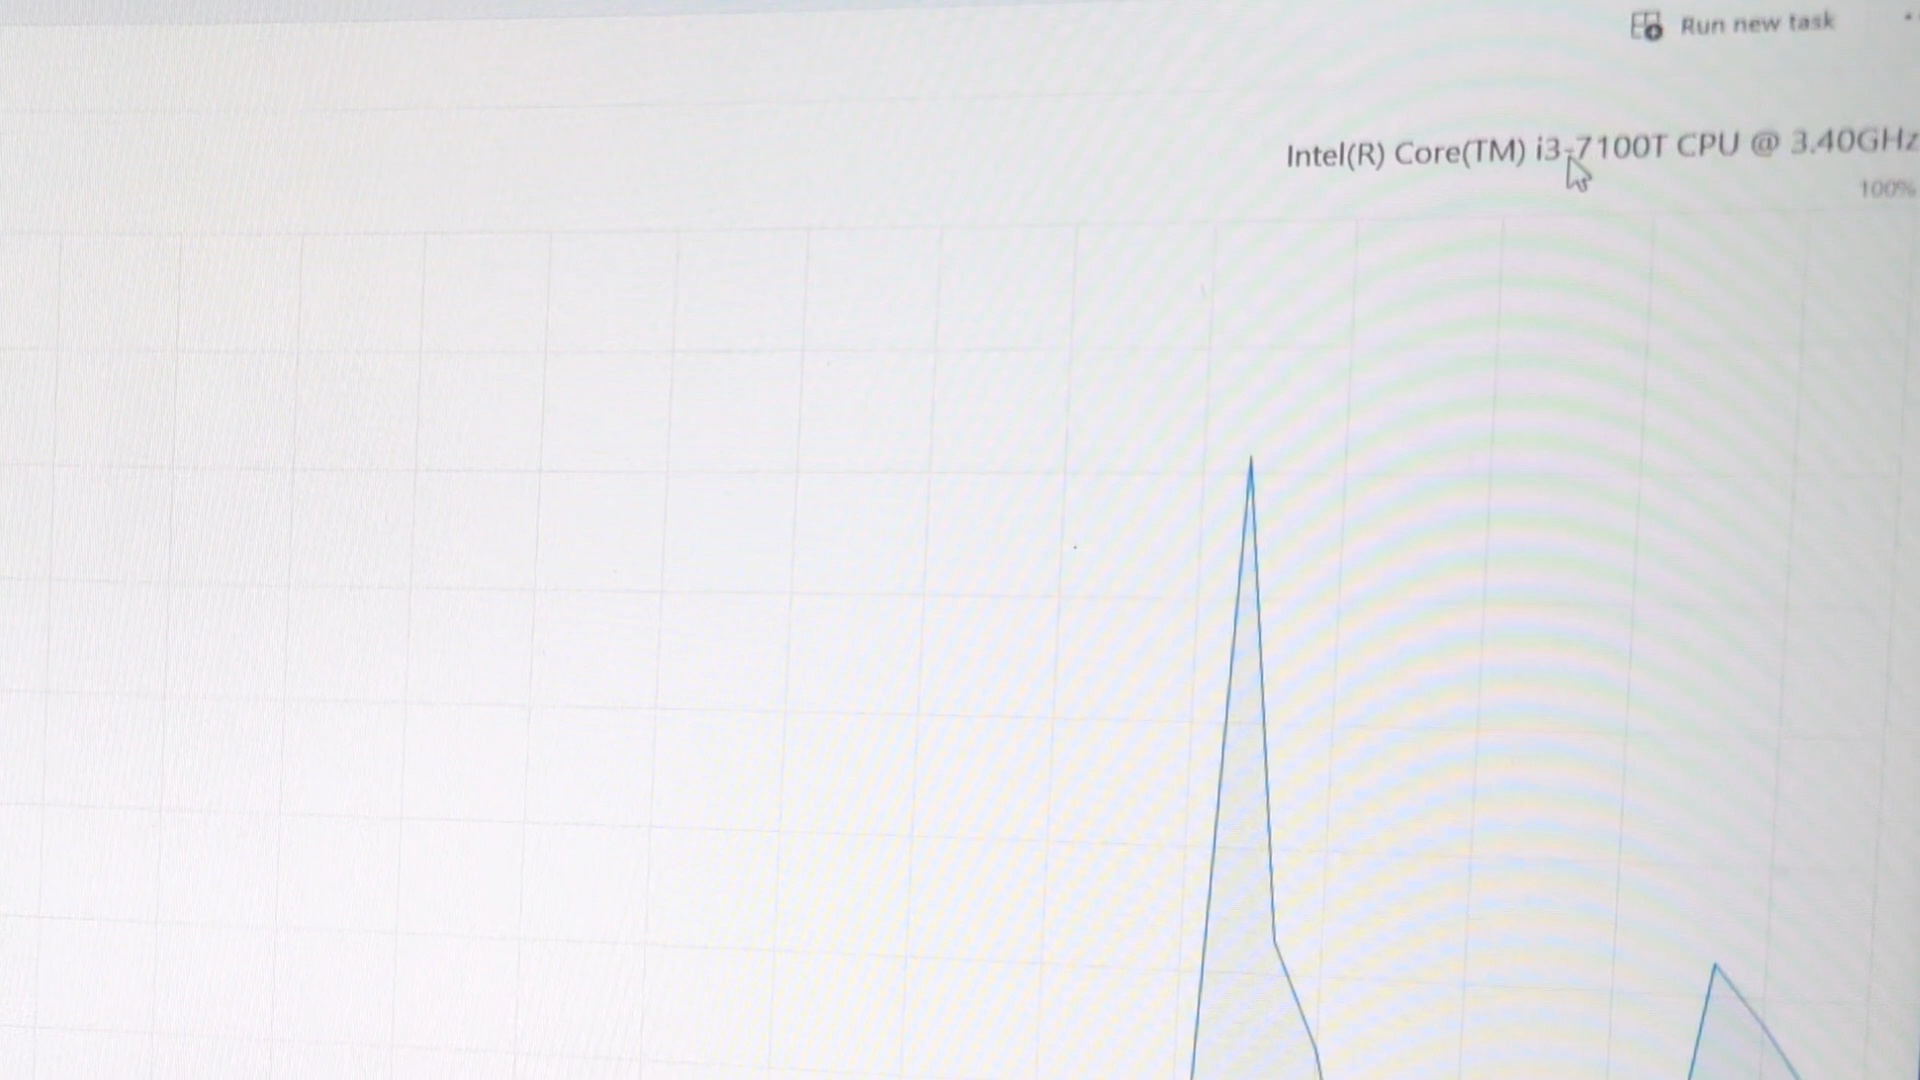 Run new task
Intel(R) Core(TM) i3-7100T CPU @ 3.40GHz
100%